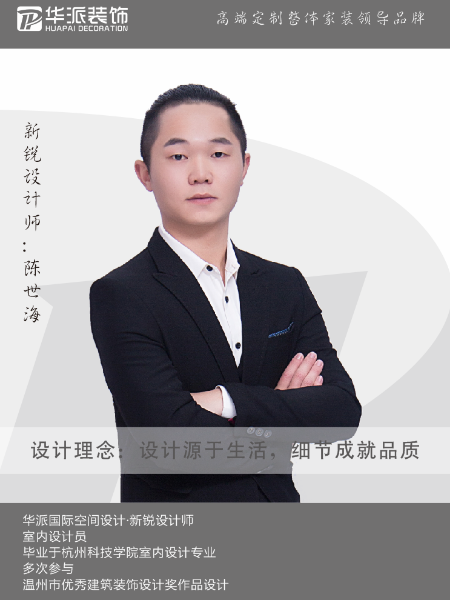 华派装饰
HUAPAI DECORATION
高端定制整体家装领导品牌
新锐设计师：陈世海
设计理念：设计源于生活，细节成就品质
华派国际空间设计·新锐设计师
室内设计员
毕业于杭州科技学院室内设计专业
多次参与
温州市优秀建筑装饰设计奖作品设计